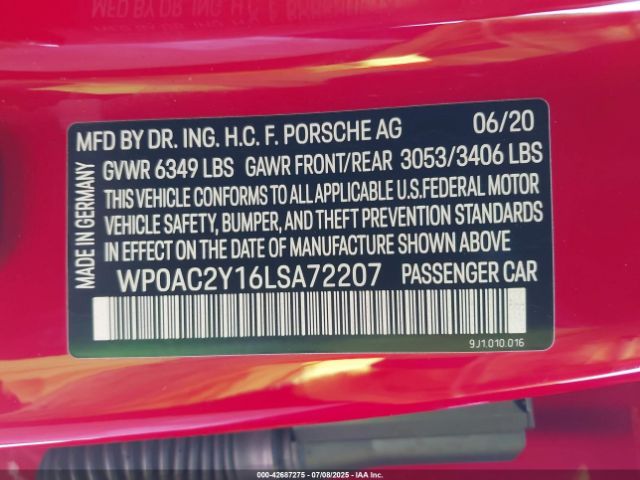 MFD BY DR. ING. H.C. F. PORSCHE AG 06/20
GVWR 6349 LBS GAWR FRONT/REAR 3053/3406 LBS
THIS VEHICLE CONFORMS TO ALL APPLICABLE U.S.FEDERAL MOTOR
VEHICLE SAFETY, BUMPER, AND THEFT PREVENTION STANDARDS
IN EFFECT ON THE DATE OF MANUFACTURE SHOWN ABOVE
WP0AC2Y16LSA72207 PASSENGER CAR
9J1.010.016
MADE IN GERMANY
000-42687275 - 07/08/2025 - IAA Inc.